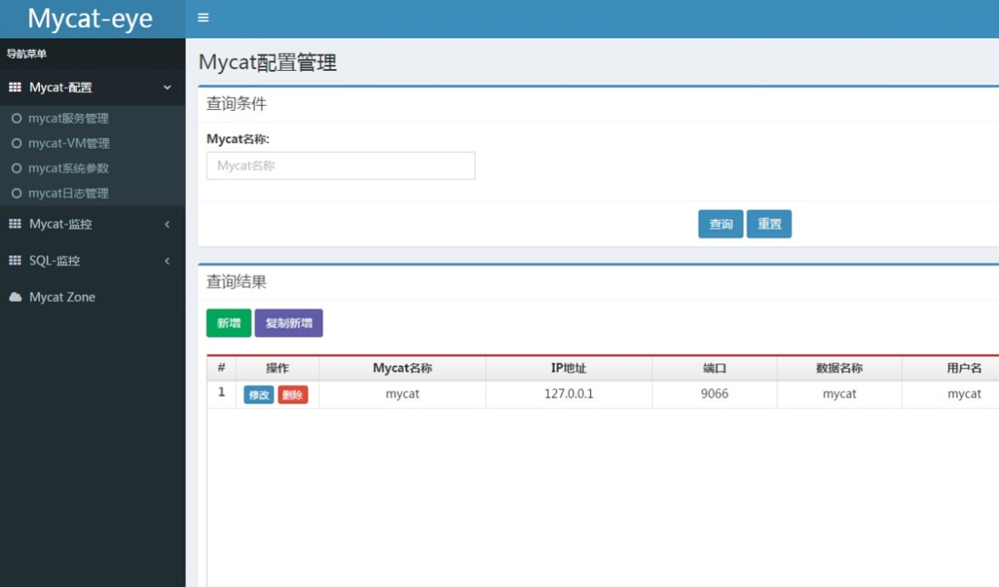 Mycat-eye
导航菜单
Mycat-配置
mycat服务管理
mycat-VM管理
mycat系统参数
mycat日志管理
Mycat-监控
SQL-监控
Mycat Zone
Mycat配置管理
查询条件
Mycat名称:
Mycat名称
查询 重置
查询结果
新增 复制新增
# 操作 Mycat名称 IP地址 端口 数据名称 用户名
1 修改 删除 mycat 127.0.0.1 9066 mycat mycat